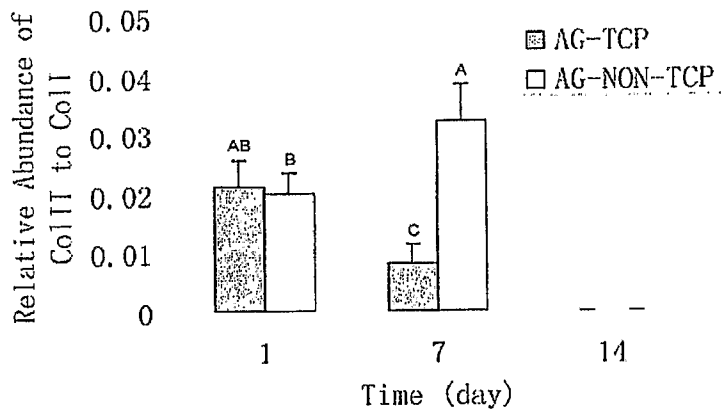 Relative Abundance of
ColIII to ColI
0.05
0.04
0.03
0.02
0.01
0
AG-TCP
AG-NON-TCP
AB
B
C
A
1
7
14
Time (day)